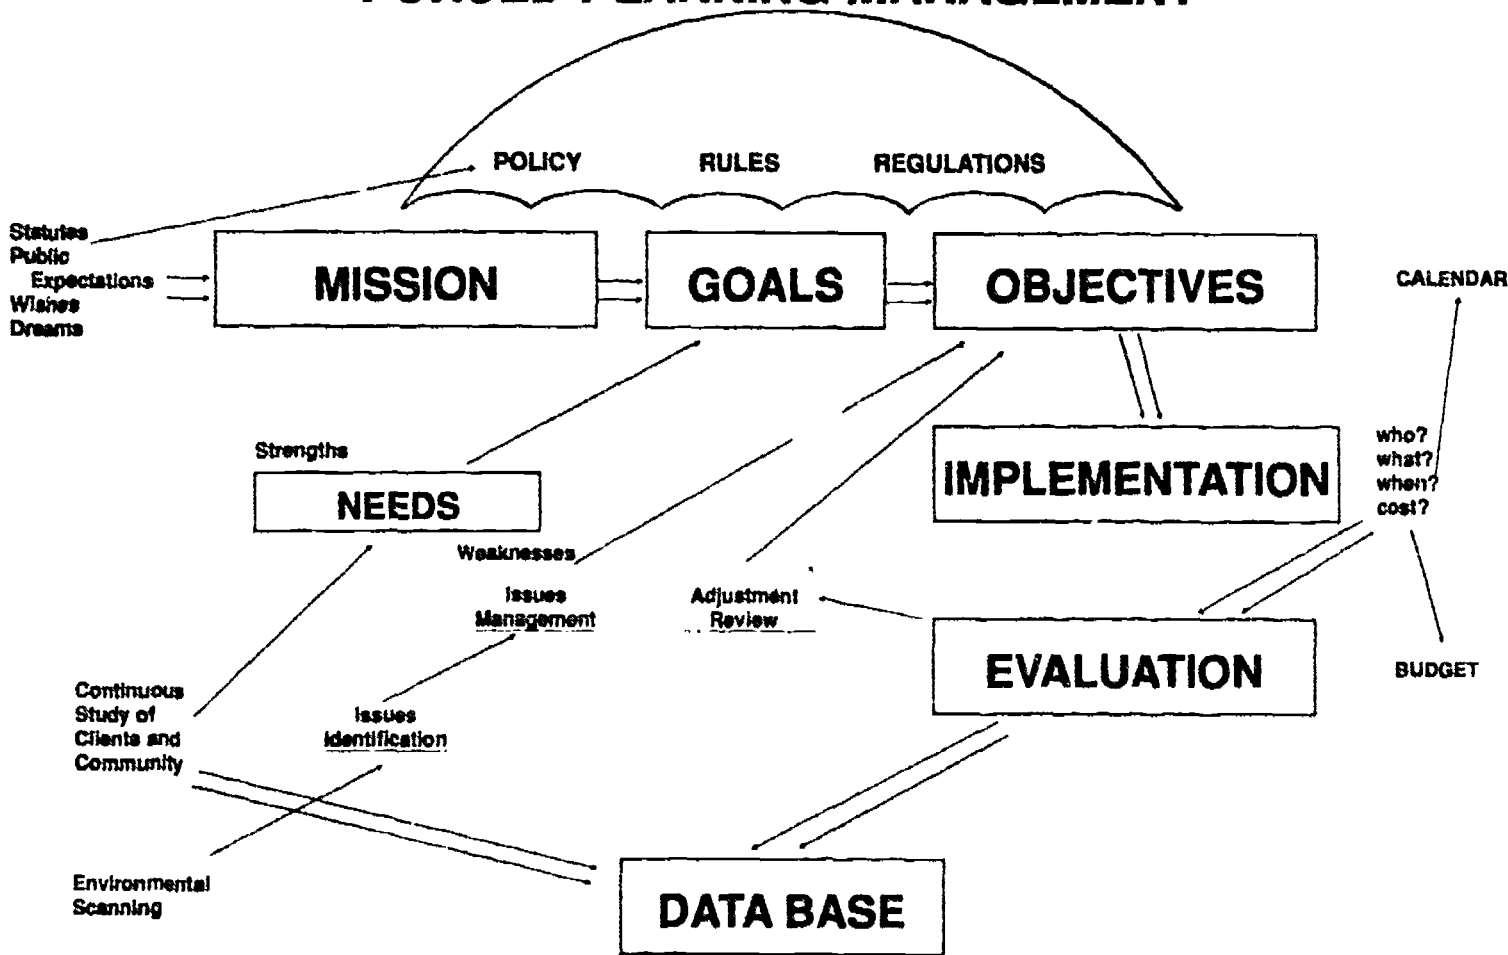 PLANNING MANAGEMENT
POLICY RULES REGULATIONS
Statutes
Public
Expectations
Wishes
Dreams
MISSION
GOALS
OBJECTIVES
CALENDAR
Strengths
NEEDS
Weaknesses
IMPLEMENTATION
who?
what?
when?
cost?
Issues
Management
Adjustment
Review
EVALUATION
BUDGET
Continuous
Study of
Clients and
Community
Issues
Identification
Environmental
Scanning
DATA BASE